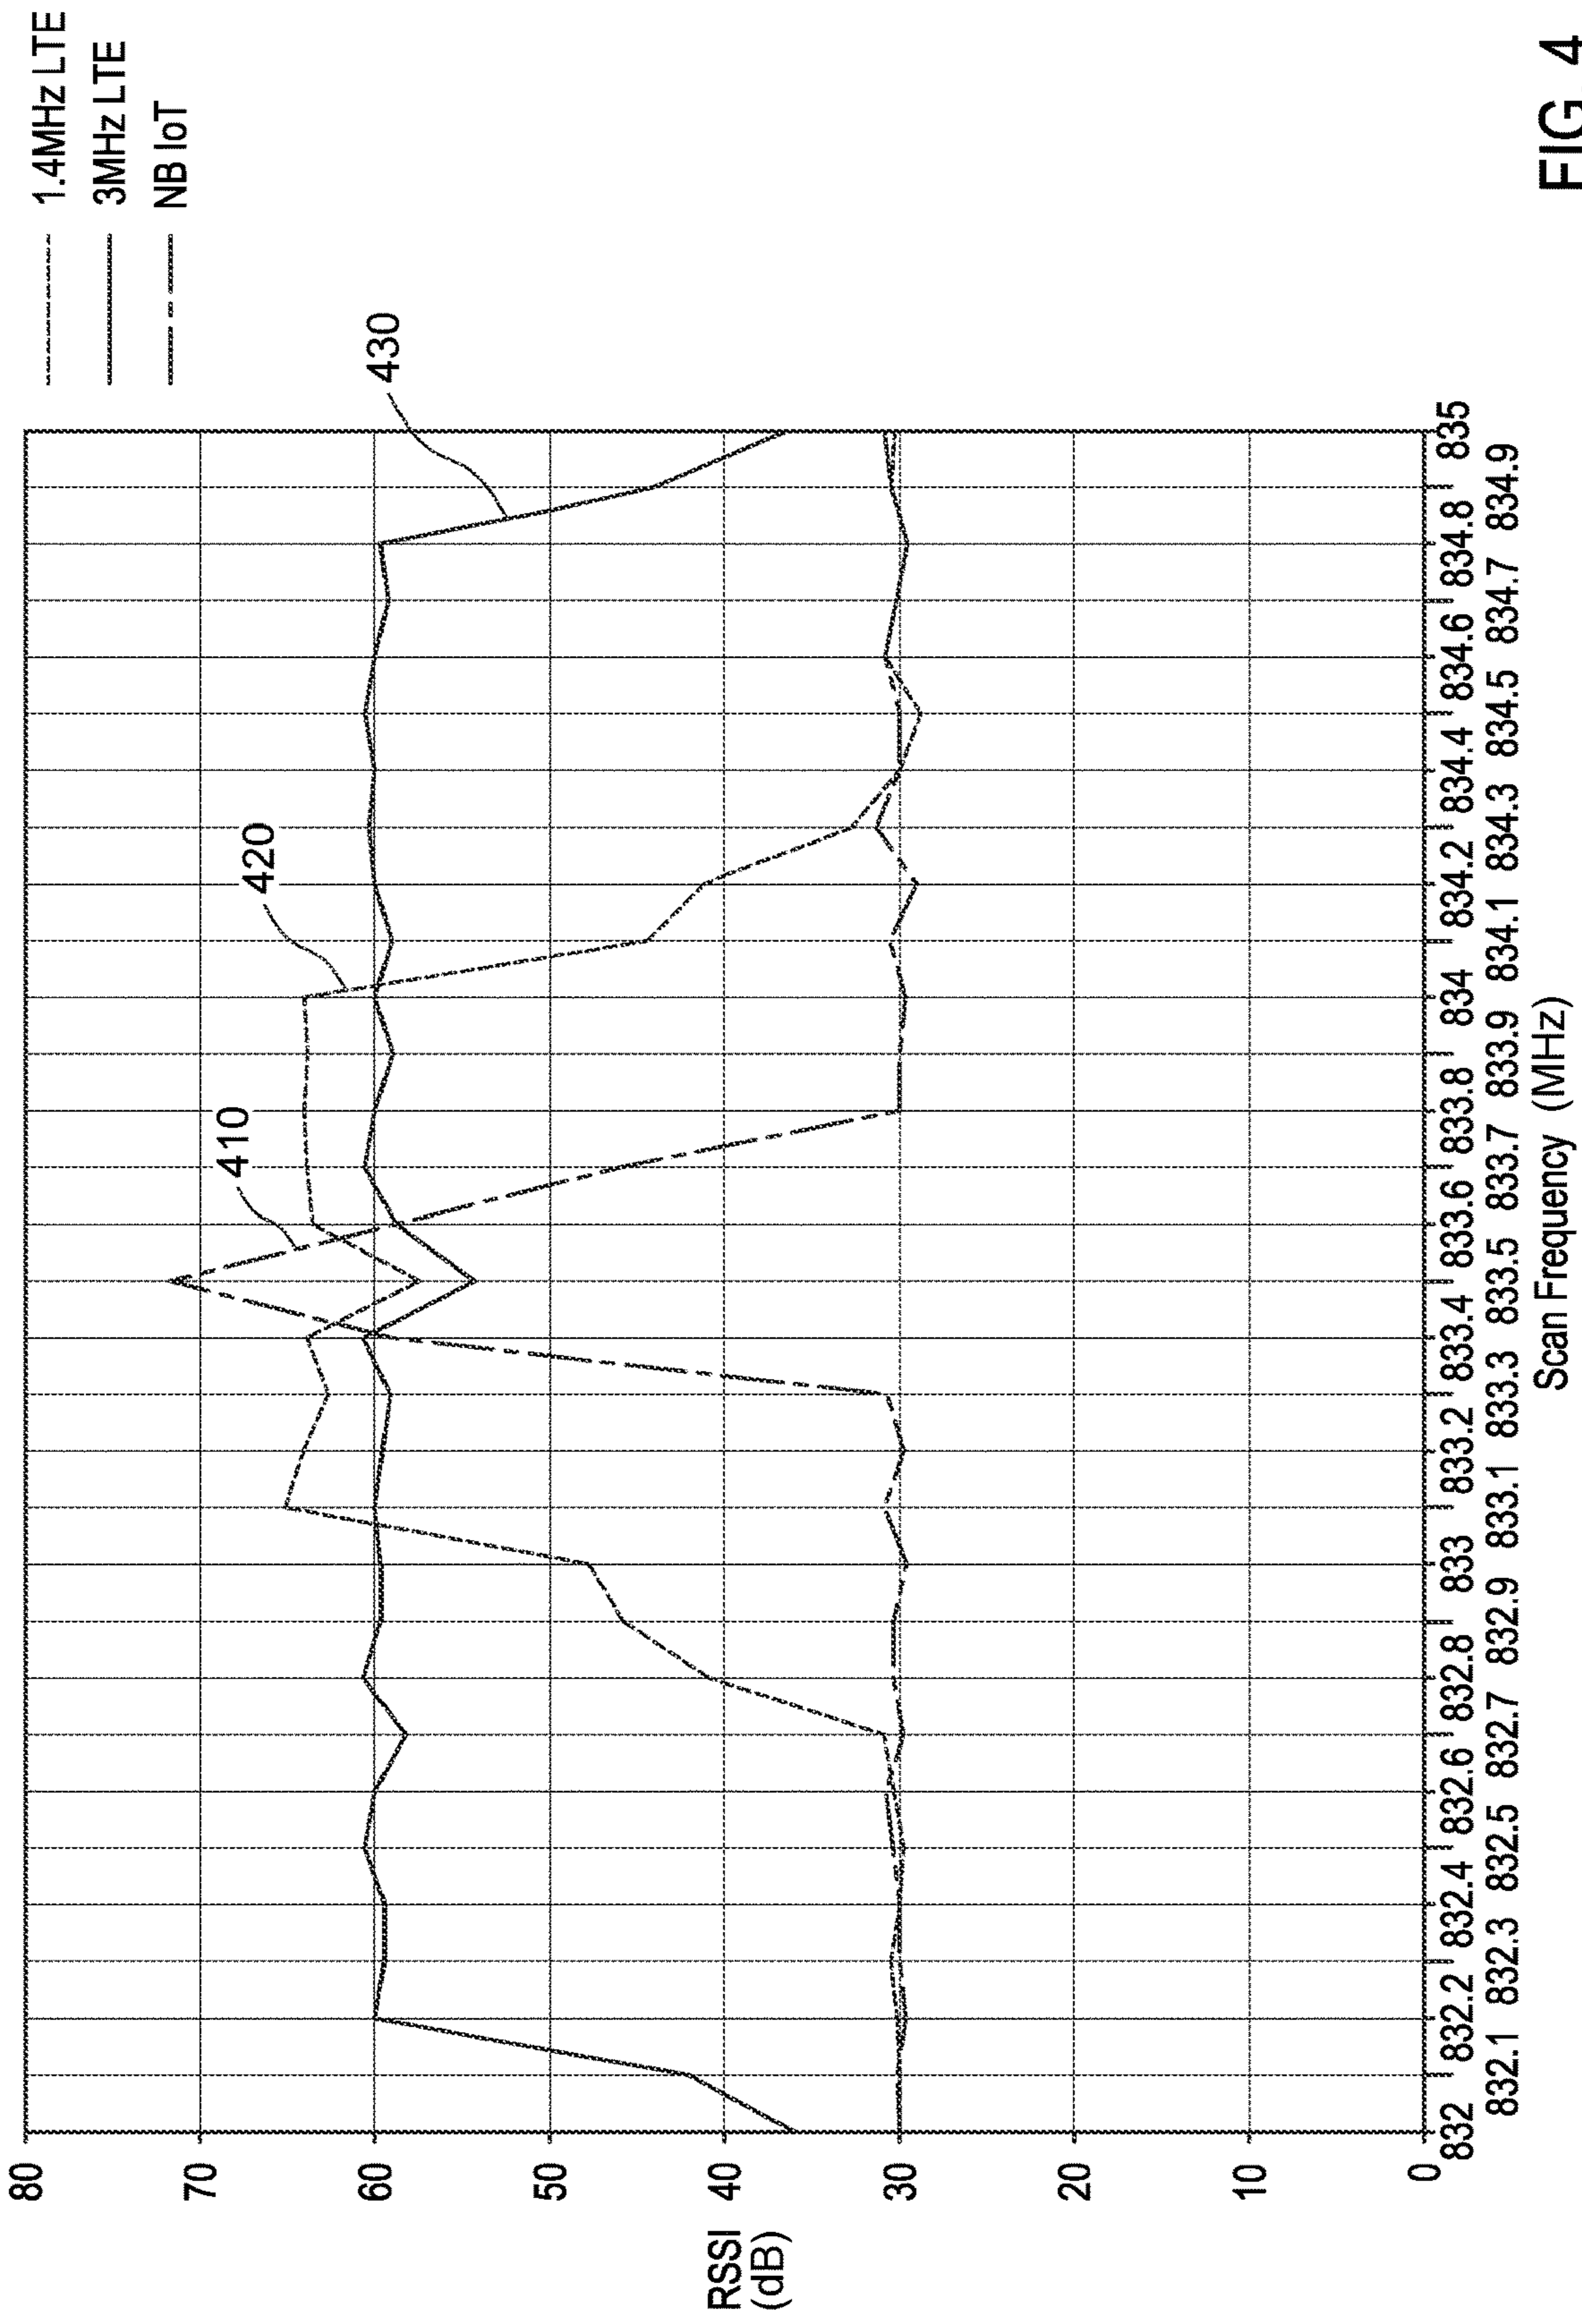 1.4MHz LTE
3MHz LTE
NB IoT
80
70
60
50
40
30
20
10
0
RSSI
(dB)
410
420
430
832 832.2 832.4 832.6 832.8 833 833.2 833.4 833.6 833.8 834 834.2 834.4 834.6 834.8 835
832.1 832.3 832.5 832.7 832.9 833.1 833.3 833.5 833.7 833.9 834.1 834.3 834.5 834.7 834.9
Scan Frequency (MHz)
FIG. 4